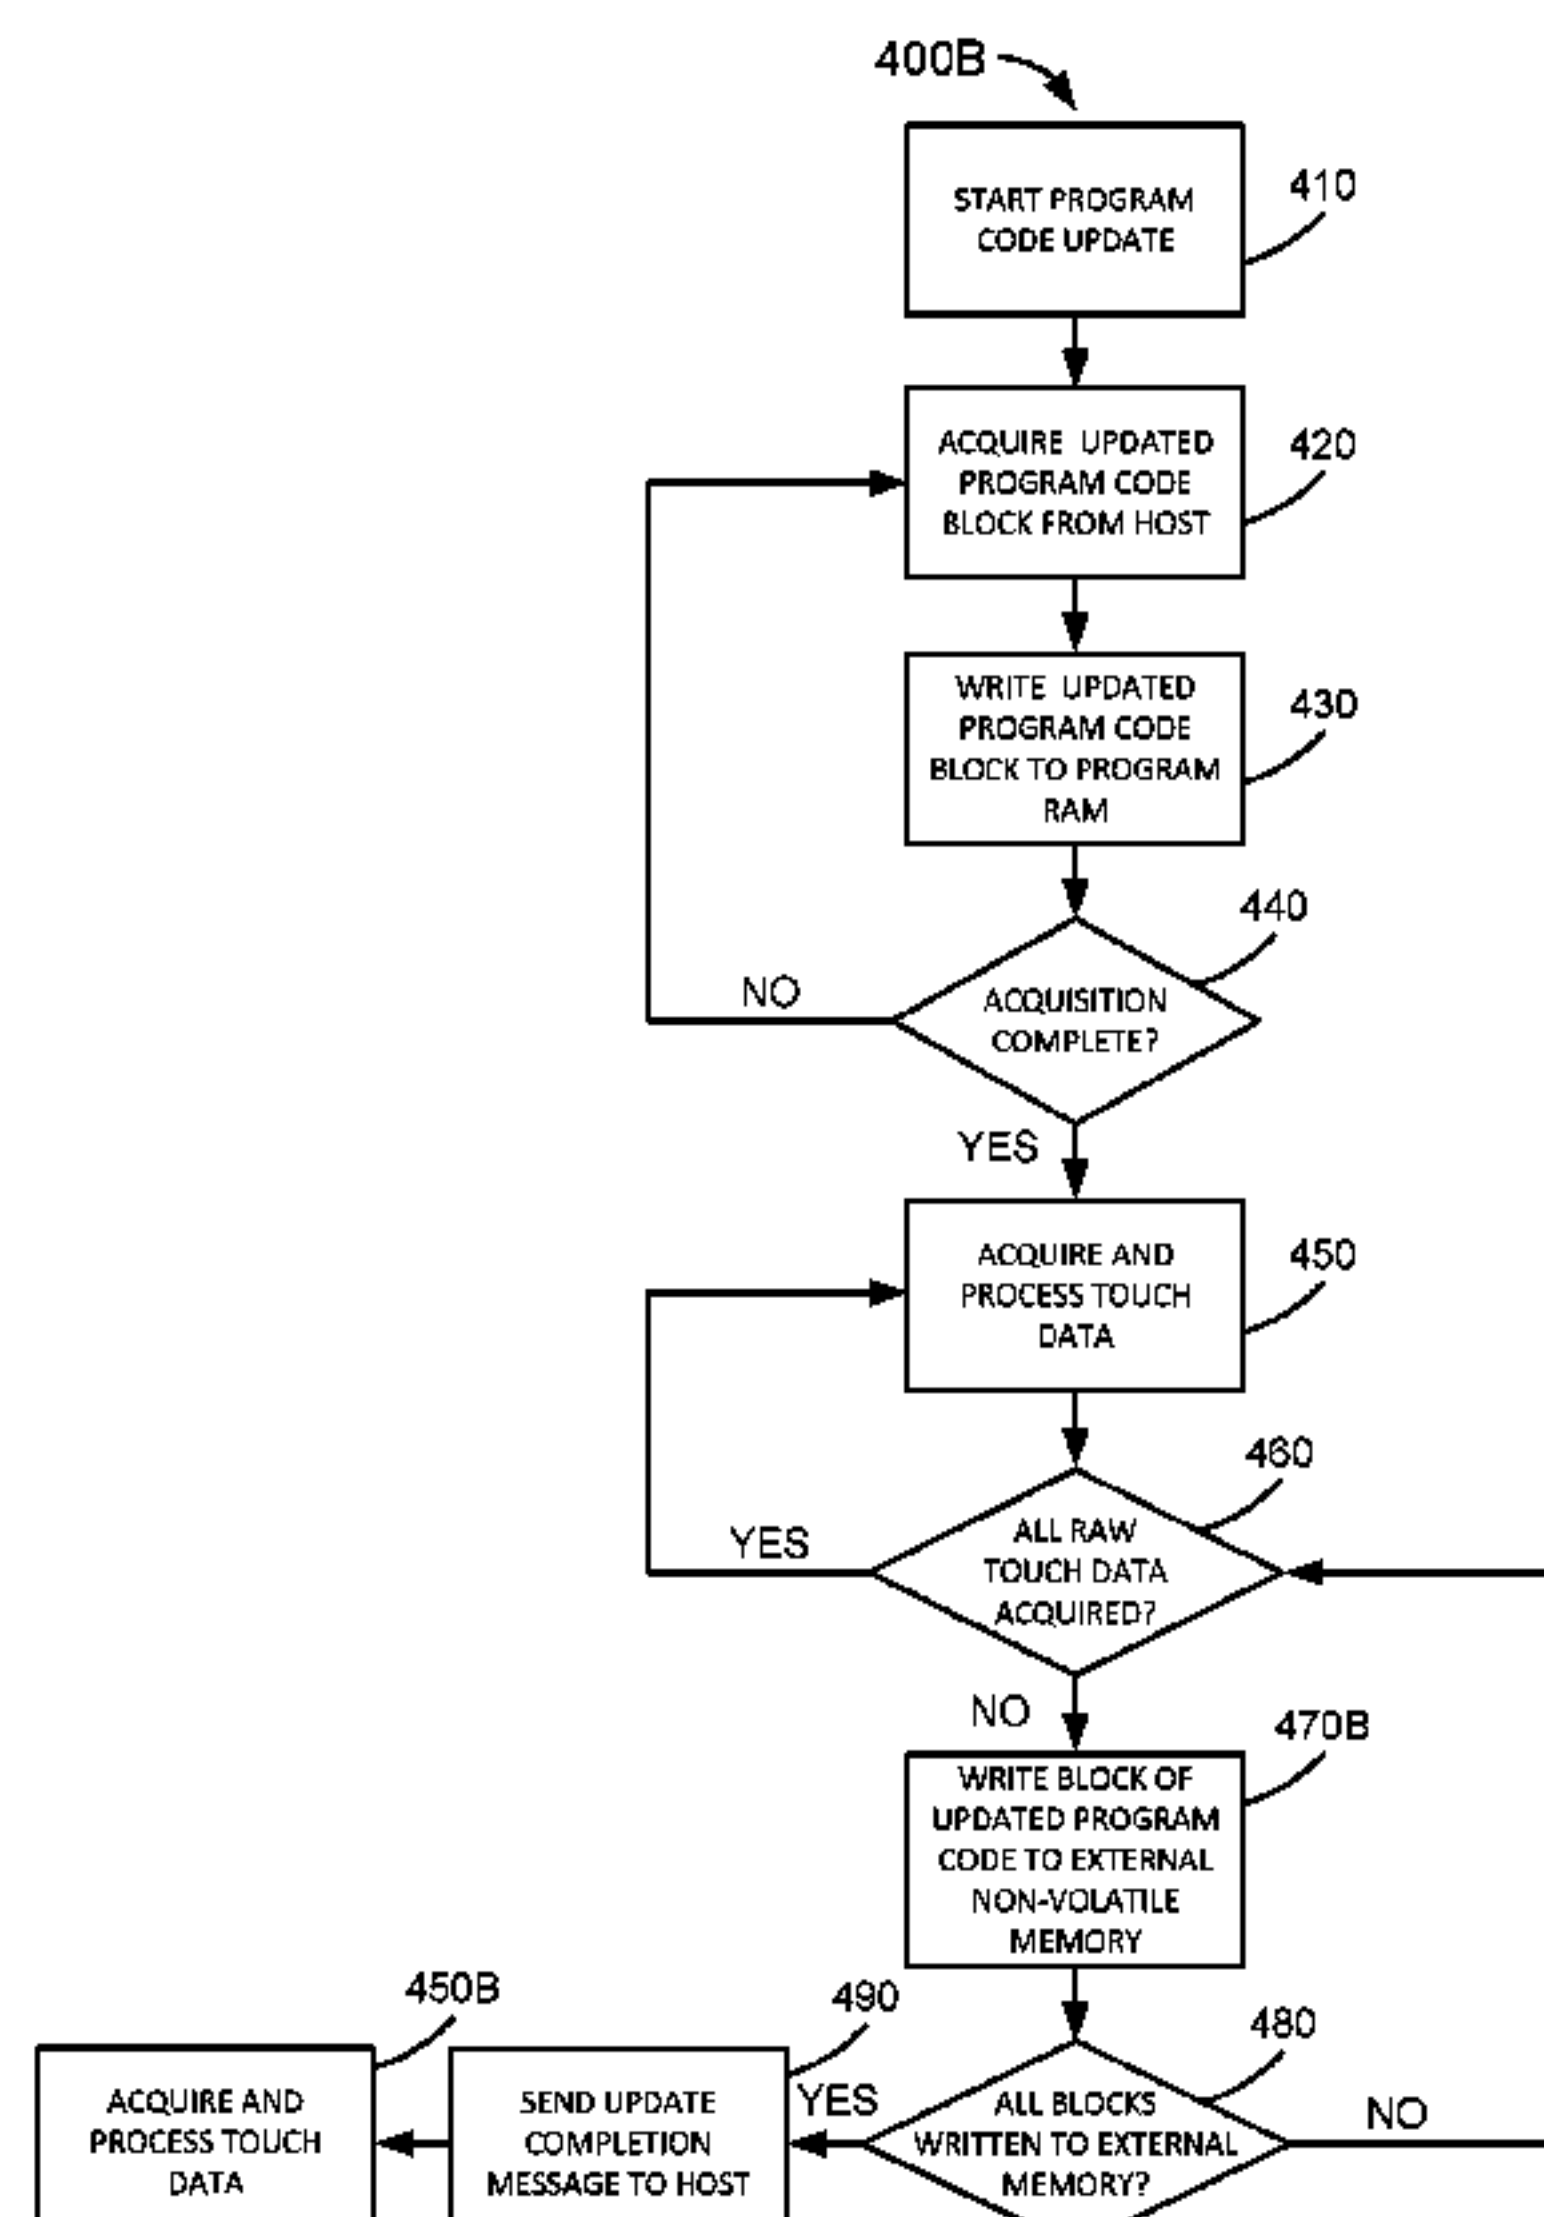 400B
START PROGRAM
CODE UPDATE
410
ACQUIRE UPDATED
PROGRAM CODE
BLOCK FROM HOST
420
WRITE UPDATED
PROGRAM CODE
BLOCK TO PROGRAM
RAM
430
440
NO
ACQUISITION
COMPLETE?
YES
ACQUIRE AND
PROCESS TOUCH
DATA
450
460
YES
ALL RAW
TOUCH DATA
ACQUIRED?
NO
470B
WRITE BLOCK OF
UPDATED PROGRAM
CODE TO EXTERNAL
NON-VOLATILE
MEMORY
450B
490
480
ACQUIRE AND
PROCESS TOUCH
DATA
SEND UPDATE
COMPLETION
MESSAGE TO HOST
YES
ALL BLOCKS
WRITTEN TO EXTERNAL
MEMORY?
NO